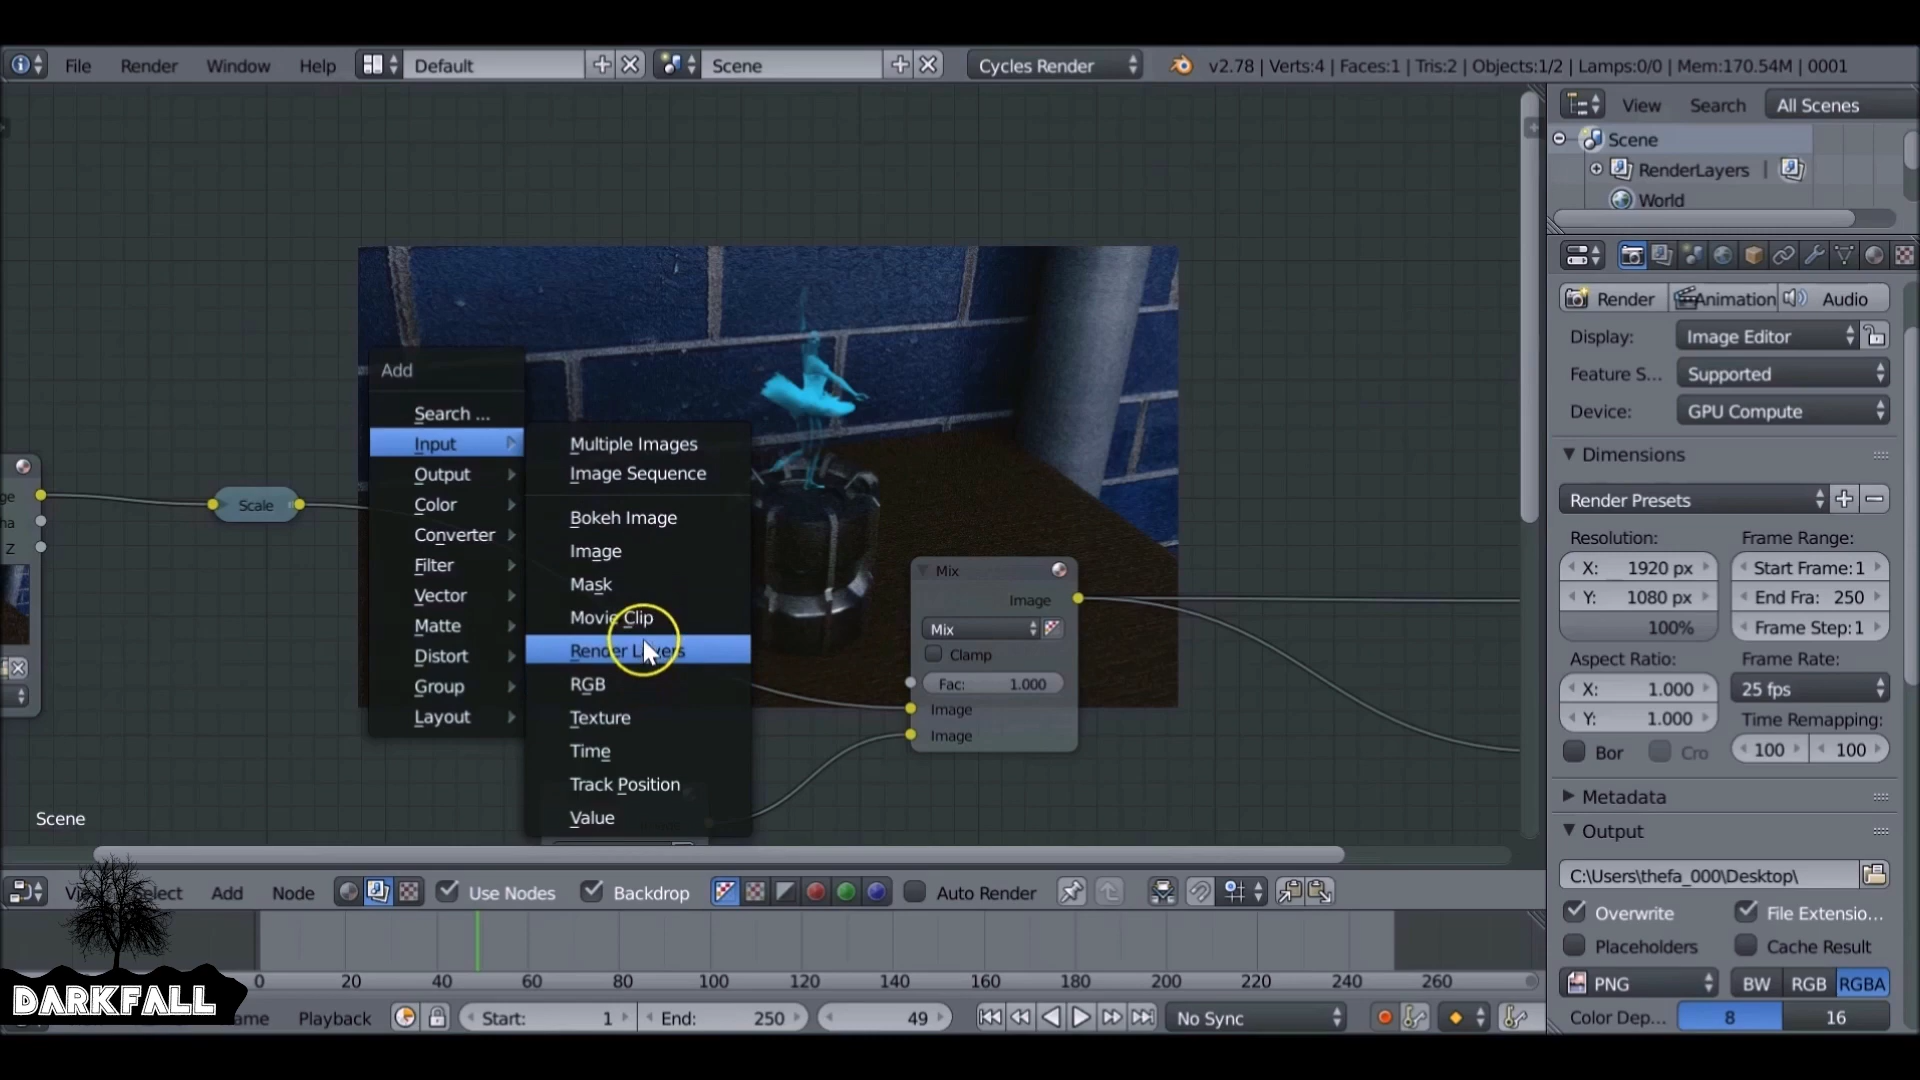 File Render Window Help Default Scene Cycles Render v2.78 | Verts:4 | Faces:1 | Tris:2 | Objects:1/2 | Lamps:0/0 | Mem:170.54M | 0001
View Search All Scenes
Scene
RenderLayers
World
Render Animation Audio
Display: Image Editor
Feature S... Supported
Device: GPU Compute
Dimensions
Render Presets
Resolution: Frame Range:
X: 1920 px Start Frame:1
Y: 1080 px End Fra: 250
100% Frame Step:1
Aspect Ratio: Frame Rate:
X: 1.000 25 fps
Y: 1.000 Time Remapping:
Bor Cro 100 100
Metadata
Output
C:\Users\thefa_000\Desktop\
Overwrite File Extensio...
Placeholders Cache Result
PNG BW RGB RGBA
Color Dep... 8 16
Add
Search ...
Input
Output
Color
Converter
Filter
Vector
Matte
Distort
Group
Layout
Multiple Images
Image Sequence
Bokeh Image
Image
Mask
Movie Clip
Render Layers
RGB
Texture
Time
Track Position
Value
Z
Scale
Mix
Image
Mix
Clamp
Fac: 1.000
Image
Image
Scene
Add Node Use Nodes Backdrop Auto Render
0 20 40 60 80 100 120 140 160 180 200 220 240 260
Playback Start: 1 End: 250 49 No Sync
DARKFALL